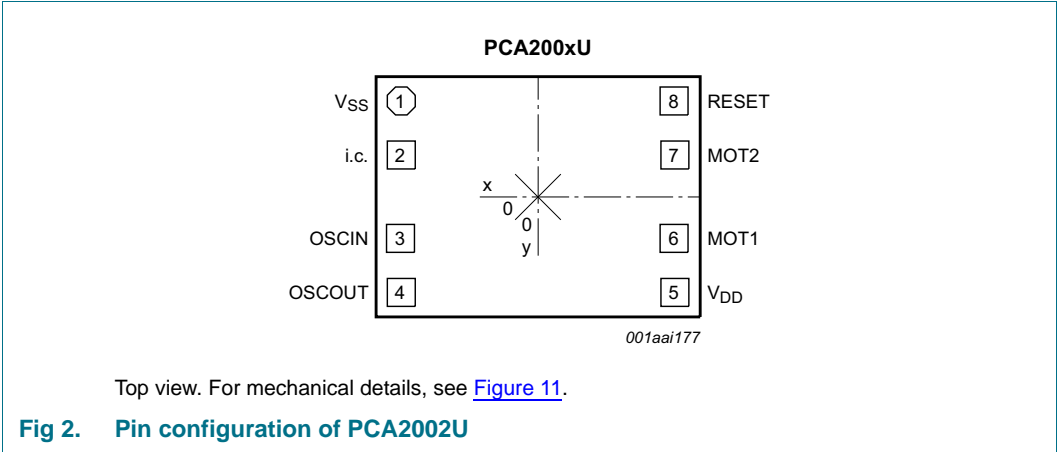 PCA200xU
VSS 1 8 RESET
i.c. 2 7 MOT2
x
0
0
y
OSCIN 3 6 MOT1
OSCOUT 4 5 VDD
001aai177
Top view. For mechanical details, see Figure 11.
Fig 2. Pin configuration of PCA2002U